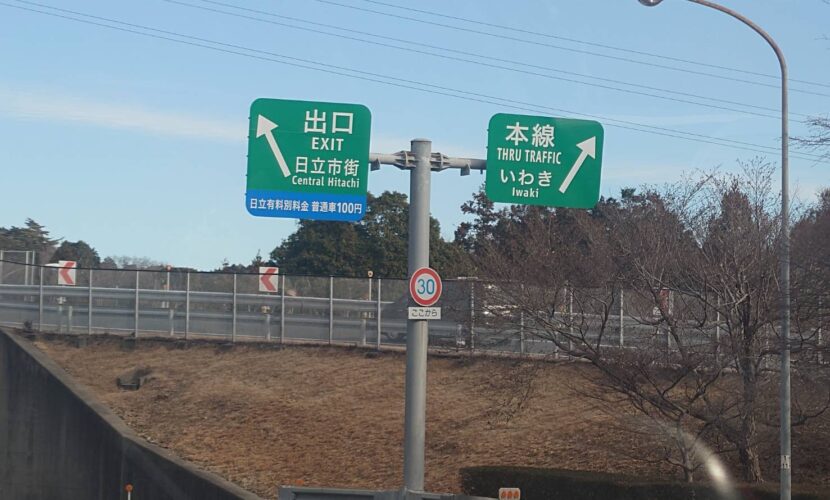 出口
EXIT
日立市街
Central Hitachi
日立有料別料金 普通車100円
本線
THRU TRAFFIC
いわき
Iwaki
30
ここから